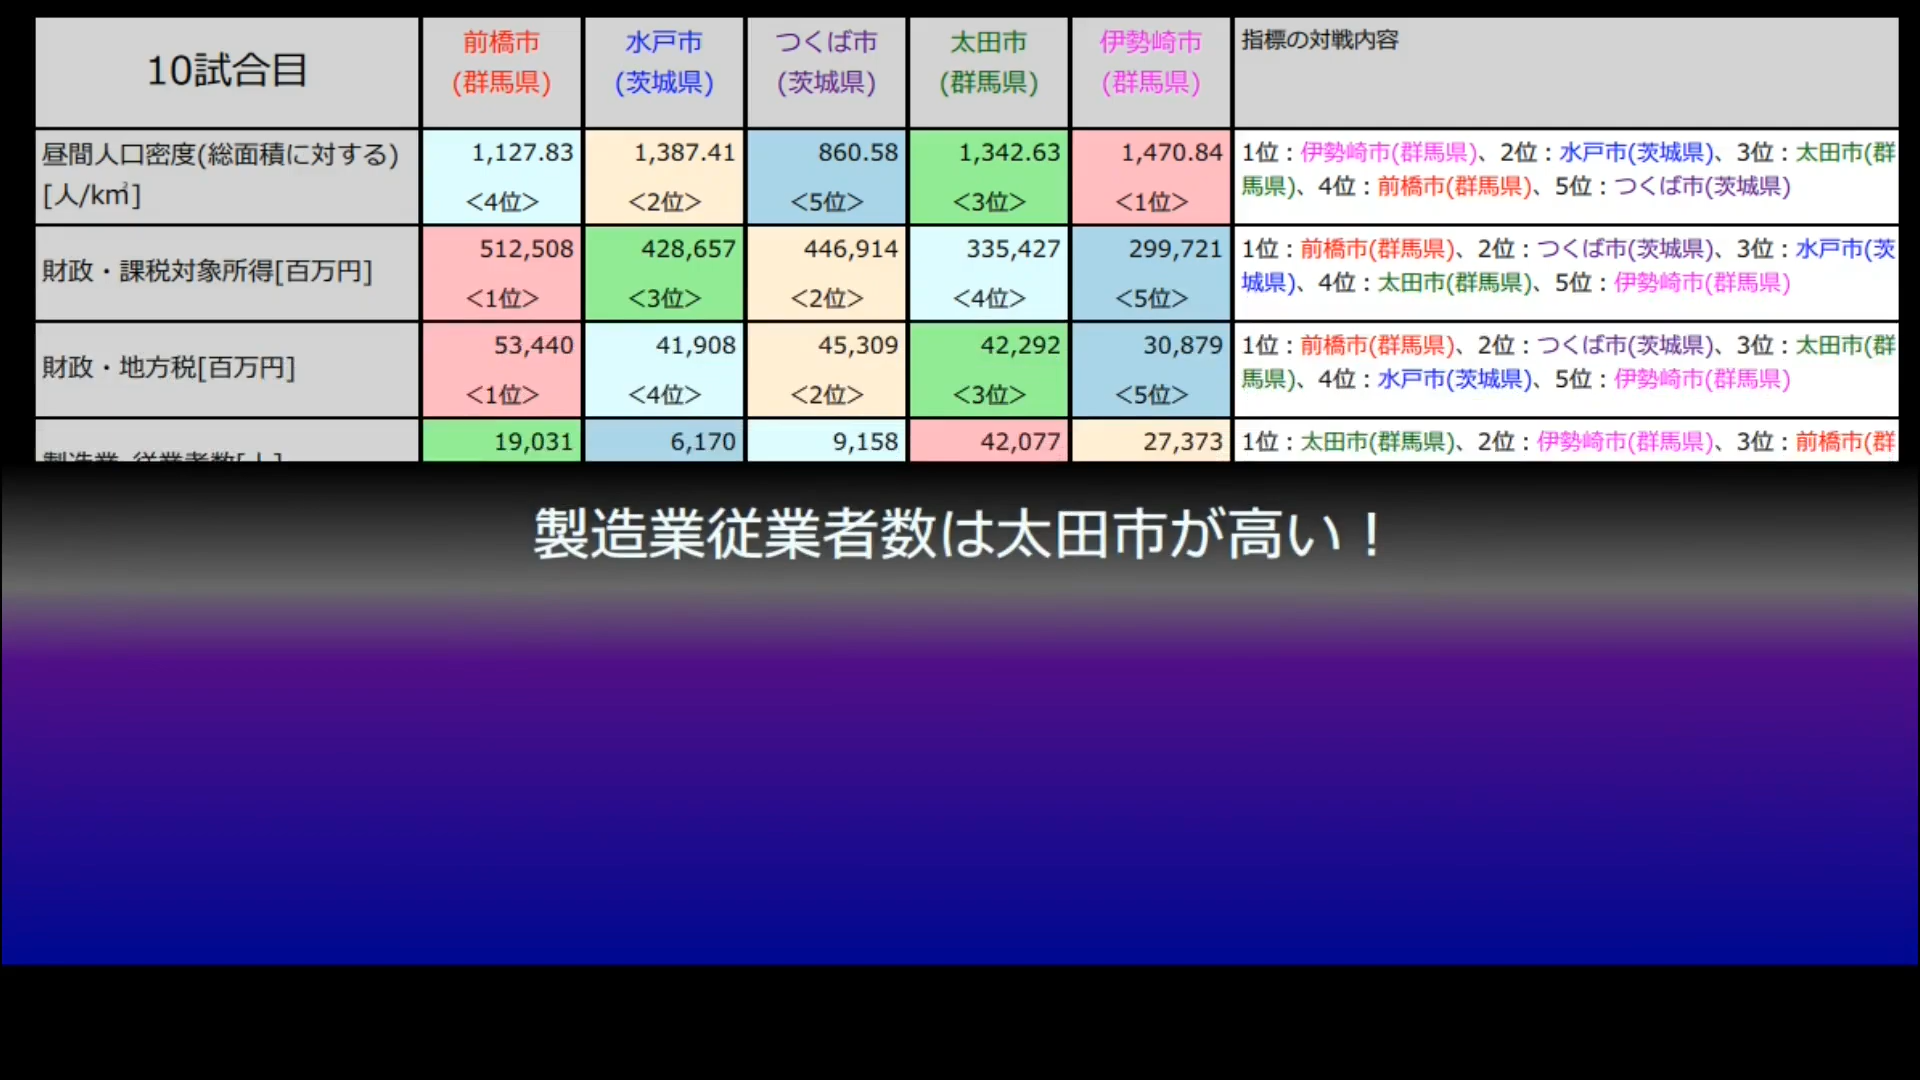 10試合目
前橋市
(群馬県)
水戸市
(茨城県)
つくば市
(茨城県)
太田市
(群馬県)
伊勢崎市
(群馬県)
指標の対戦内容
昼間人口密度(総面積に対する)
[人/k㎡]
1,127.83
<4位>
1,387.41
<2位>
860.58
<5位>
1,342.63
<3位>
1,470.84
<1位>
1位：伊勢崎市(群馬県)、2位：水戸市(茨城県)、3位：太田市(群
馬県)、4位：前橋市(群馬県)、5位：つくば市(茨城県)
財政・課税対象所得[百万円]
512,508
<1位>
428,657
<3位>
446,914
<2位>
335,427
<4位>
299,721
<5位>
1位：前橋市(群馬県)、2位：つくば市(茨城県)、3位：水戸市(茨
城県)、4位：太田市(群馬県)、5位：伊勢崎市(群馬県)
財政・地方税[百万円]
53,440
<1位>
41,908
<4位>
45,309
<2位>
42,292
<3位>
30,879
<5位>
1位：前橋市(群馬県)、2位：つくば市(茨城県)、3位：太田市(群
馬県)、4位：水戸市(茨城県)、5位：伊勢崎市(群馬県)
製造業-従業者数[人]
19,031
6,170
9,158
42,077
27,373
1位：太田市(群馬県)、2位：伊勢崎市(群馬県)、3位：前橋市(群
製造業従業者数は太田市が高い！